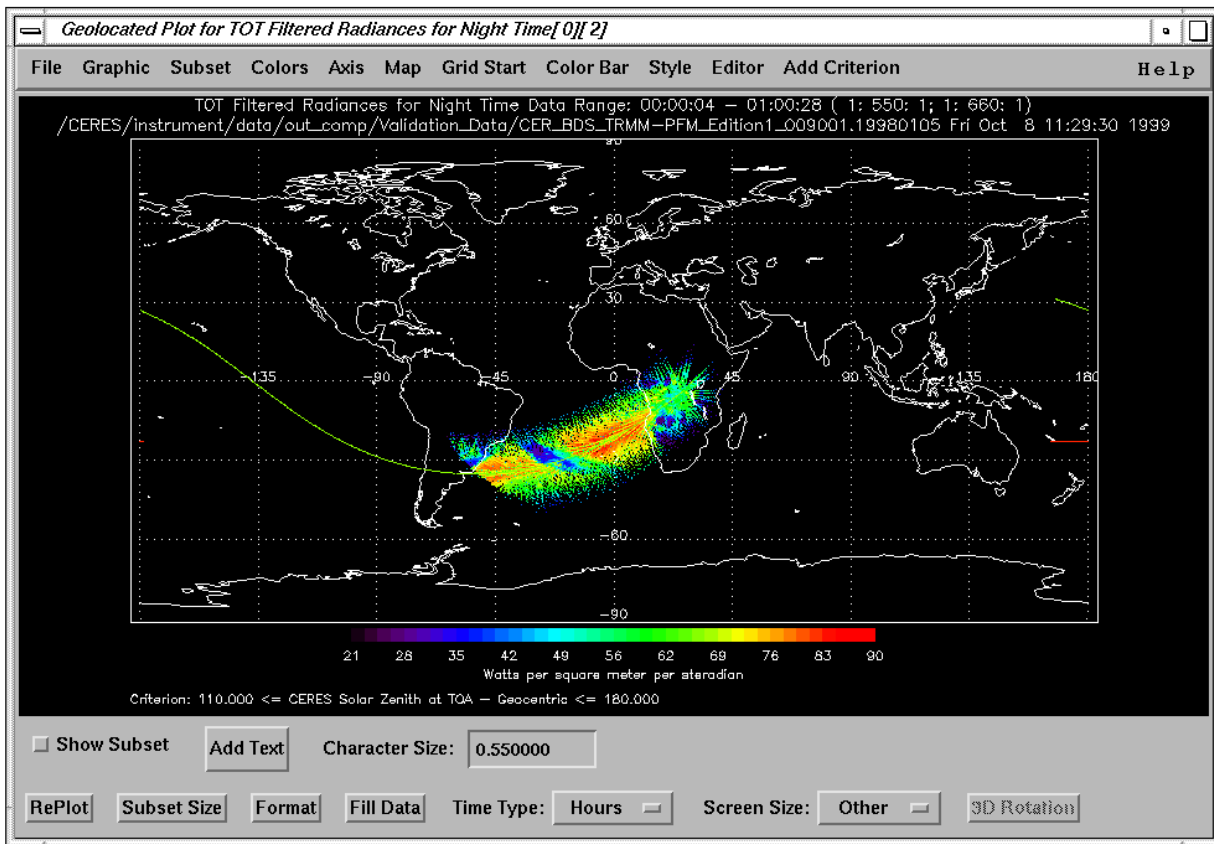 Geolocated Plot for TOT Filtered Radiances for Night Time[ 0][ 2]
File Graphic Subset Colors Axis Map Grid Start Color Bar Style Editor Add Criterion Help
TOT Filtered Radiances for Night Time Data Range: 00:00:04 – 01:00:28 ( 1: 550: 1; 1: 660: 1)
/CERES/instrument/data/out_comp/Validation_Data/CER_BDS_TRMM-PFM_Edition1_009001.19980105 Fri Oct 8 11:29:30 1999
90
60
30
-135 -90 -45 0 45 90 135 180
-60
-90
21 28 35 42 49 56 62 69 76 83 90
Watts per square meter per steradian
Criterion: 110.000 <= CERES Solar Zenith at TOA – Geocentric <= 180.000
Show Subset Add Text Character Size: 0.550000
RePlot Subset Size Format Fill Data Time Type: Hours Screen Size: Other 3D Rotation